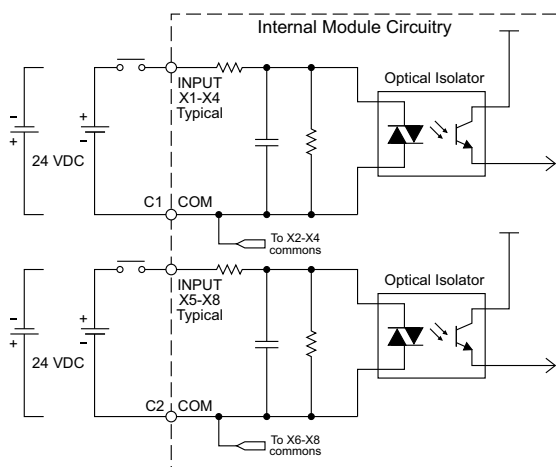 Internal Module Circuitry
INPUT
X1-X4
Typical
Optical Isolator
-
+
+
-
24 VDC
C1
COM
To X2-X4
commons
INPUT
X5-X8
Typical
Optical Isolator
-
+
+
-
24 VDC
C2
COM
To X6-X8
commons